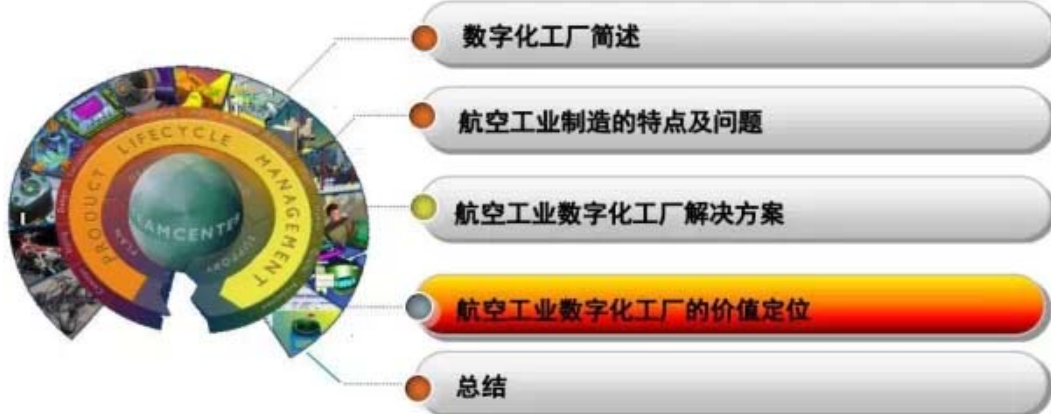 数字化工厂简述
航空工业制造的特点及问题
航空工业数字化工厂解决方案
航空工业数字化工厂的价值定位
总结
PRODUCT LIFECYCLE MANAGEMENT
PLAN
SUPPORT